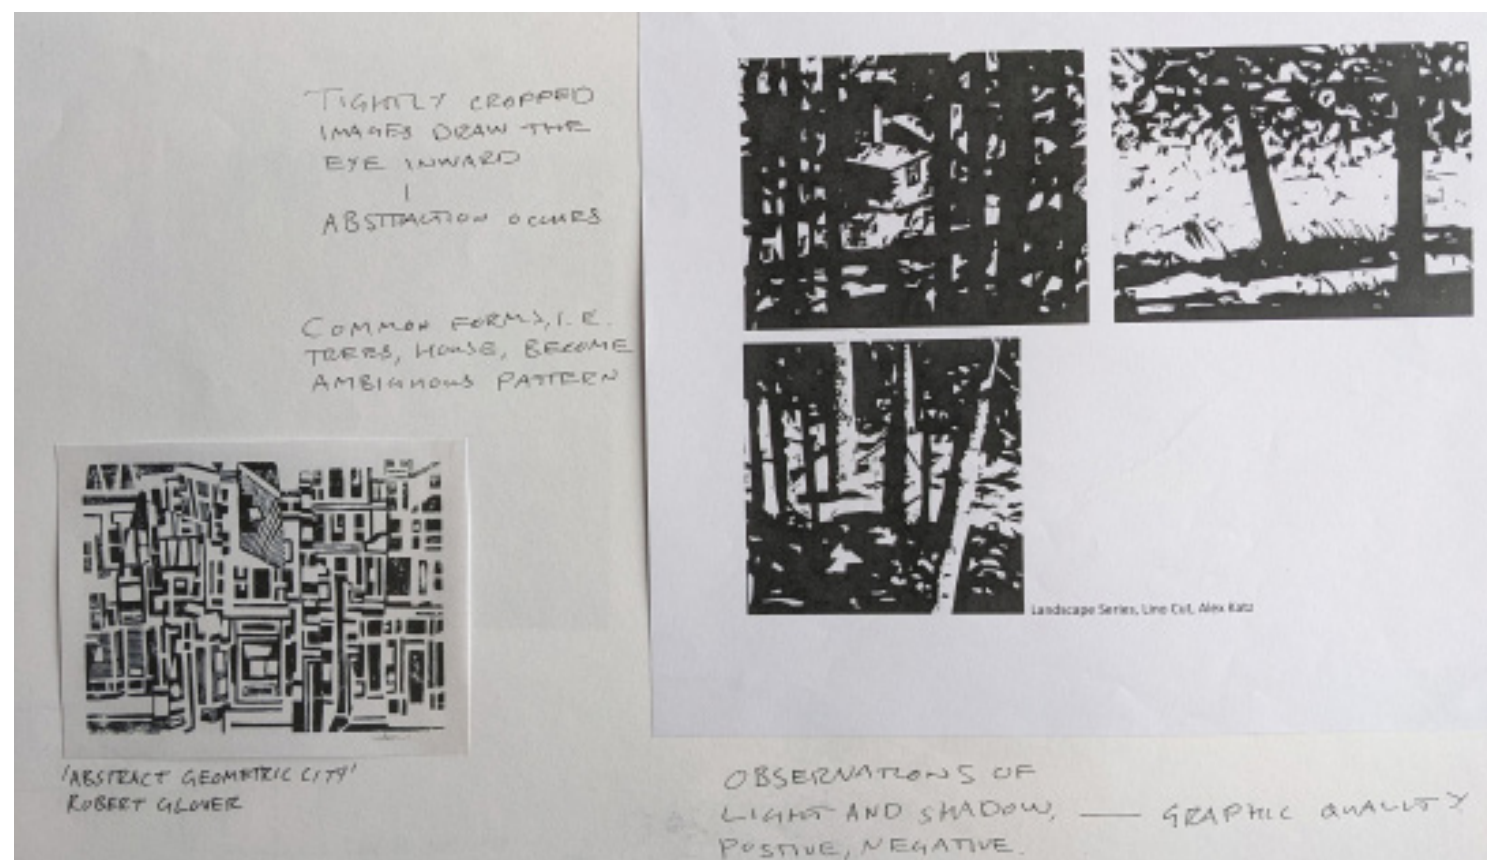 TIGHTLY CROPPED
IMAGES DRAW THE
EYE INWARD
ABSTRACTION OCCURS
COMMON FORMS, I.E.
TREES, HOUSE, BECOME
AMBIGUOUS PATTERN
'ABSTRACT GEOMETRIC CITY'
ROBERT GLOVER
Landscape Series, Lino Cut, Alex Katz
OBSERVATIONS OF
LIGHT AND SHADOW, — GRAPHIC QUALITY
POSTIVE, NEGATIVE.